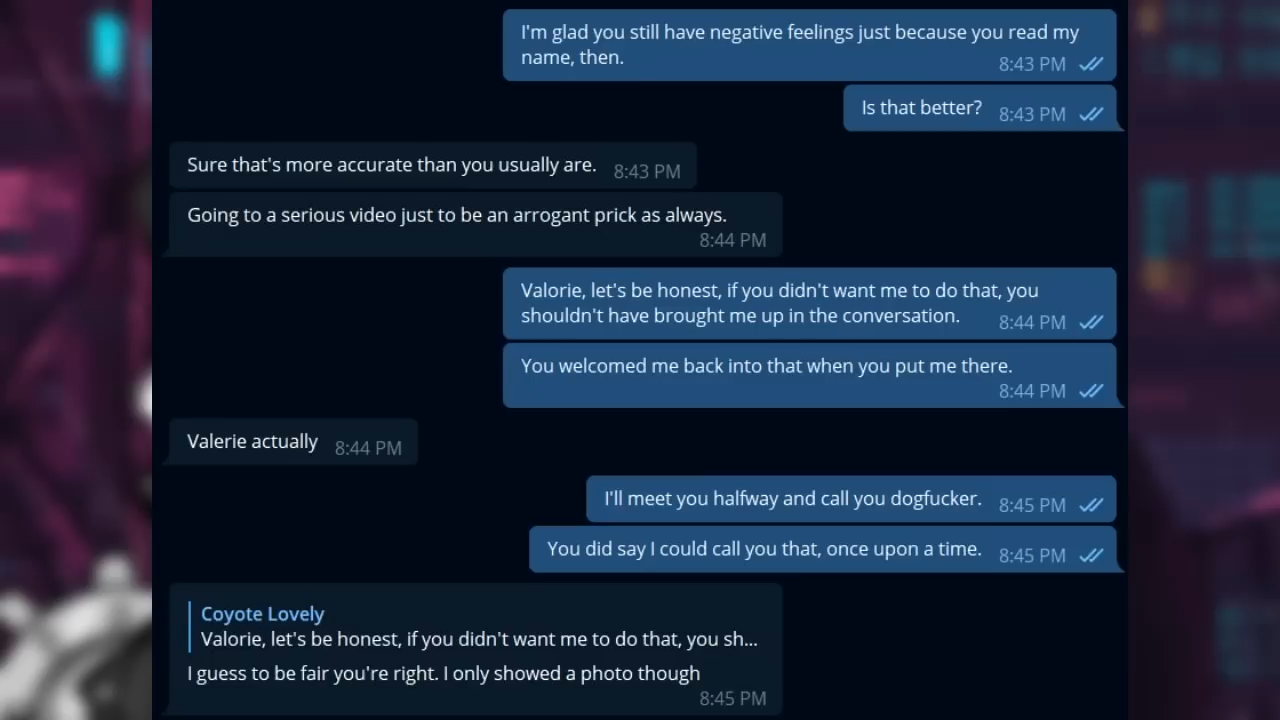 I'm glad you still have negative feelings just because you read my
name, then.
8:43 PM
Is that better? 8:43 PM
Sure that's more accurate than you usually are. 8:43 PM
Going to a serious video just to be an arrogant prick as always.
8:44 PM
Valorie, let's be honest, if you didn't want me to do that, you
shouldn't have brought me up in the conversation. 8:44 PM
You welcomed me back into that when you put me there.
8:44 PM
Valerie actually 8:44 PM
I'll meet you halfway and call you dogfucker. 8:45 PM
You did say I could call you that, once upon a time. 8:45 PM
Coyote Lovely
Valorie, let's be honest, if you didn't want me to do that, you sh...
I guess to be fair you're right. I only showed a photo though
8:45 PM